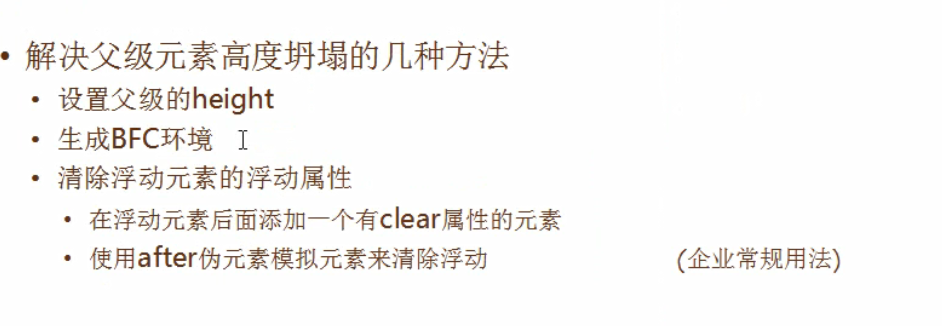 • 解决父级元素高度坍塌的几种方法
• 设置父级的height
• 生成BFC环境
• 清除浮动元素的浮动属性
• 在浮动元素后面添加一个有clear属性的元素
• 使用after伪元素模拟元素来清除浮动 (企业常规用法)